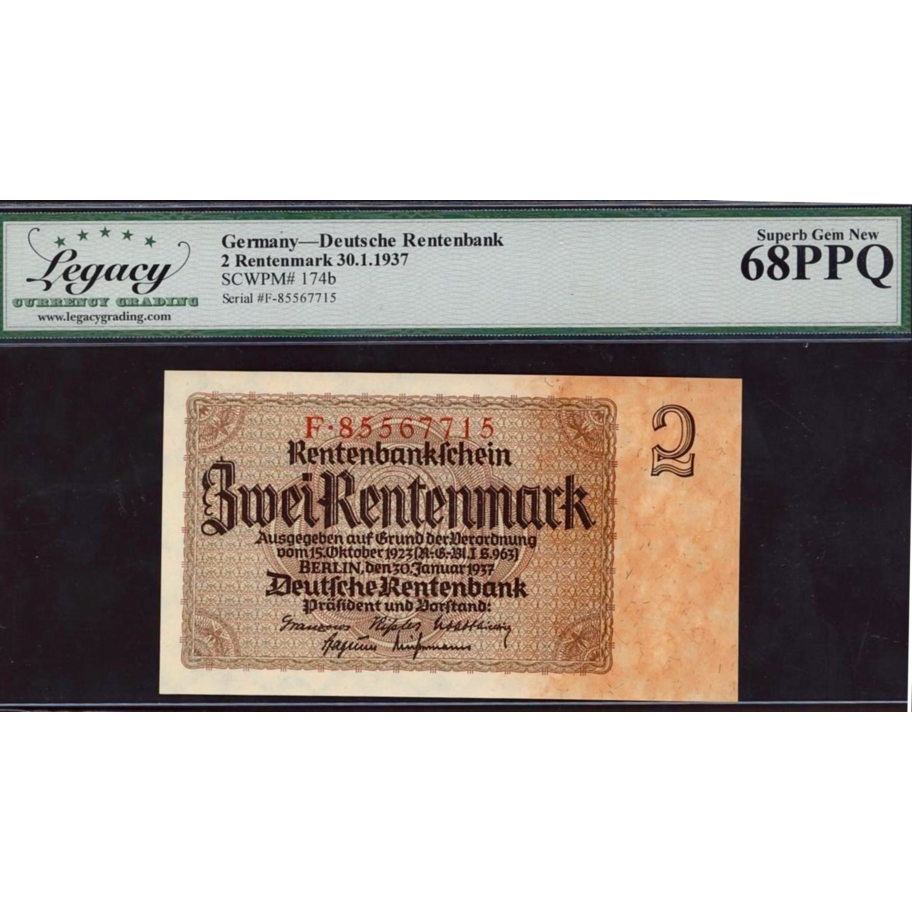 Legacy
CURRENCY GRADING
www.legacygrading.com
Germany—Deutsche Rentenbank
2 Rentenmark 30.1.1937
SCWPM# 174b
Serial #F-85567715
Superb Gem New
68PPQ
F·85567715
Rentenbankſchein
Zwei Rentenmark
Ausgegeben auf Grund der Verordnung
vom 15. Oktober 1923 (R.-G.-Bl. I S. 963)
BERLIN, den 30. Januar 1937
Deutſche Rentenbank
Präſident und Vorſtand:
2